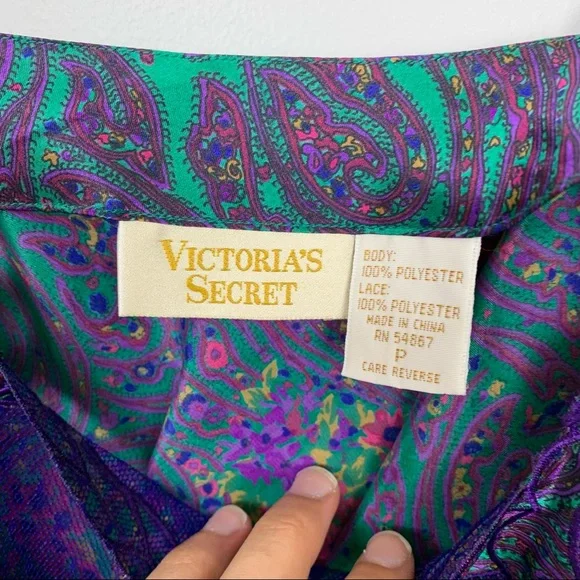 VICTORIA'S
SECRET
BODY:
100% POLYESTER
LACE:
100% POLYESTER
MADE IN CHINA
RN 54867
P
CARE REVERSE